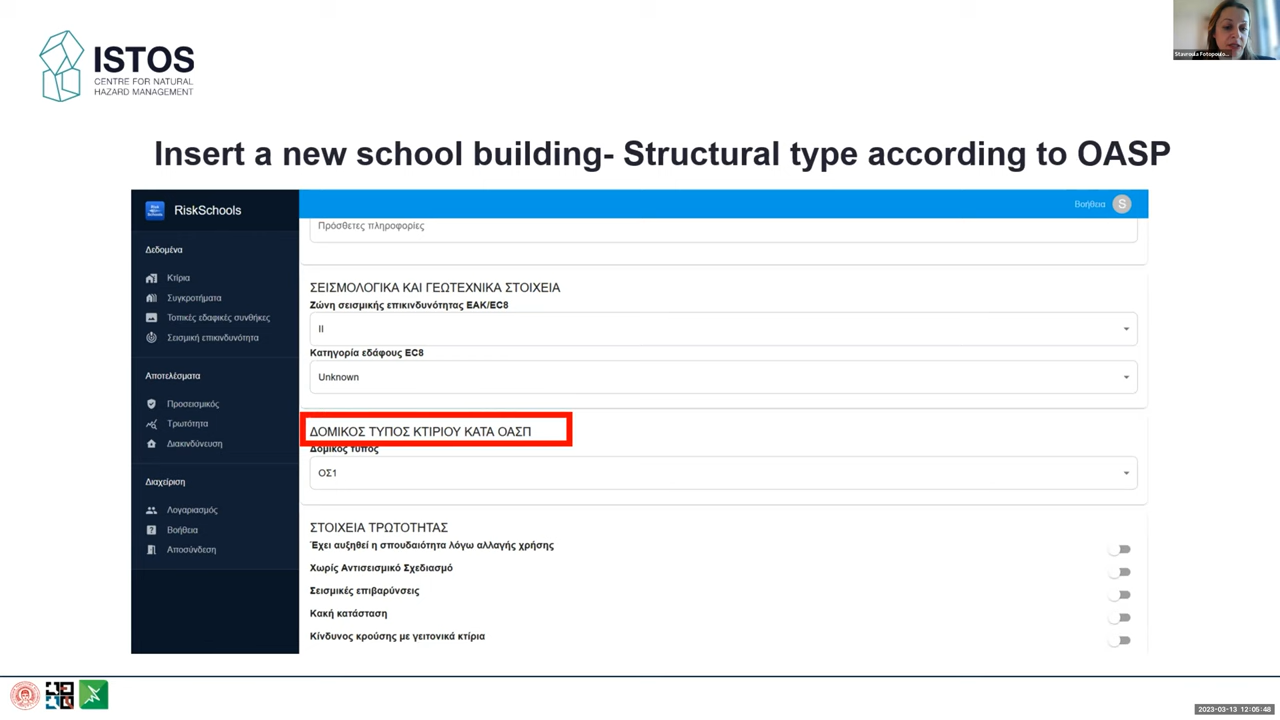 Stavroula Fotopoulo...
ISTOS
CENTRE FOR NATURAL
HAZARD MANAGEMENT
Insert a new school building- Structural type according to OASP
RiskSchools
Βοήθεια
S
Δεδομένα
Κτίρια
Συγκροτήματα
Τοπικές εδαφικές συνθήκες
Σεισμική επικινδυνότητα
Αποτελέσματα
Προσεισμικός
Τρωτότητα
Διακινδύνευση
Διαχείριση
Λογαριασμός
Βοήθεια
Αποσύνδεση
Πρόσθετες πληροφορίες
ΣΕΙΣΜΟΛΟΓΙΚΑ ΚΑΙ ΓΕΩΤΕΧΝΙΚΑ ΣΤΟΙΧΕΙΑ
Ζώνη σεισμικής επικινδυνότητας ΕΑΚ/EC8
II
Κατηγορία εδάφους EC8
Unknown
ΔΟΜΙΚΟΣ ΤΥΠΟΣ ΚΤΙΡΙΟΥ ΚΑΤΑ ΟΑΣΠ
Δομικός τύπος
ΟΣ1
ΣΤΟΙΧΕΙΑ ΤΡΩΤΟΤΗΤΑΣ
Έχει αυξηθεί η σπουδαιότητα λόγω αλλαγής χρήσης
Χωρίς Αντισεισμικό Σχεδιασμό
Σεισμικές επιβαρύνσεις
Κακή κατάσταση
Κίνδυνος κρούσης με γειτονικά κτίρια
2023-03-13 12:05:48